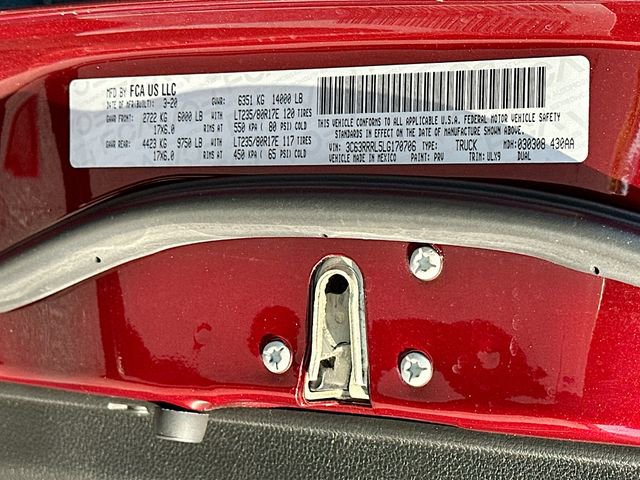 MFD BY FCA US LLC
DATE OF MFR(BUILT): 3-20 GVWR: 6351 KG 14000 LB
GAWR FRONT: 2722 KG 6000 LB WITH LT235/80R17E 120 TIRES
17X6.0 RIMS AT 550 KPA ( 80 PSI) COLD
GAWR REAR: 4423 KG 9750 LB WITH LT235/80R17E 117 TIRES
17X6.0 RIMS AT 450 KPA ( 65 PSI) COLD
THIS VEHICLE CONFORMS TO ALL APPLICABLE U.S.A. FEDERAL MOTOR VEHICLE SAFETY
STANDARDS IN EFFECT ON THE DATE OF MANUFACTURE SHOWN ABOVE.
VIN: 3C63RRRL5LG170706 TYPE: TRUCK MDH: 030308 430AA
VEHICLE MADE IN MEXICO PAINT: PRV TRIM: ULX9 DUAL